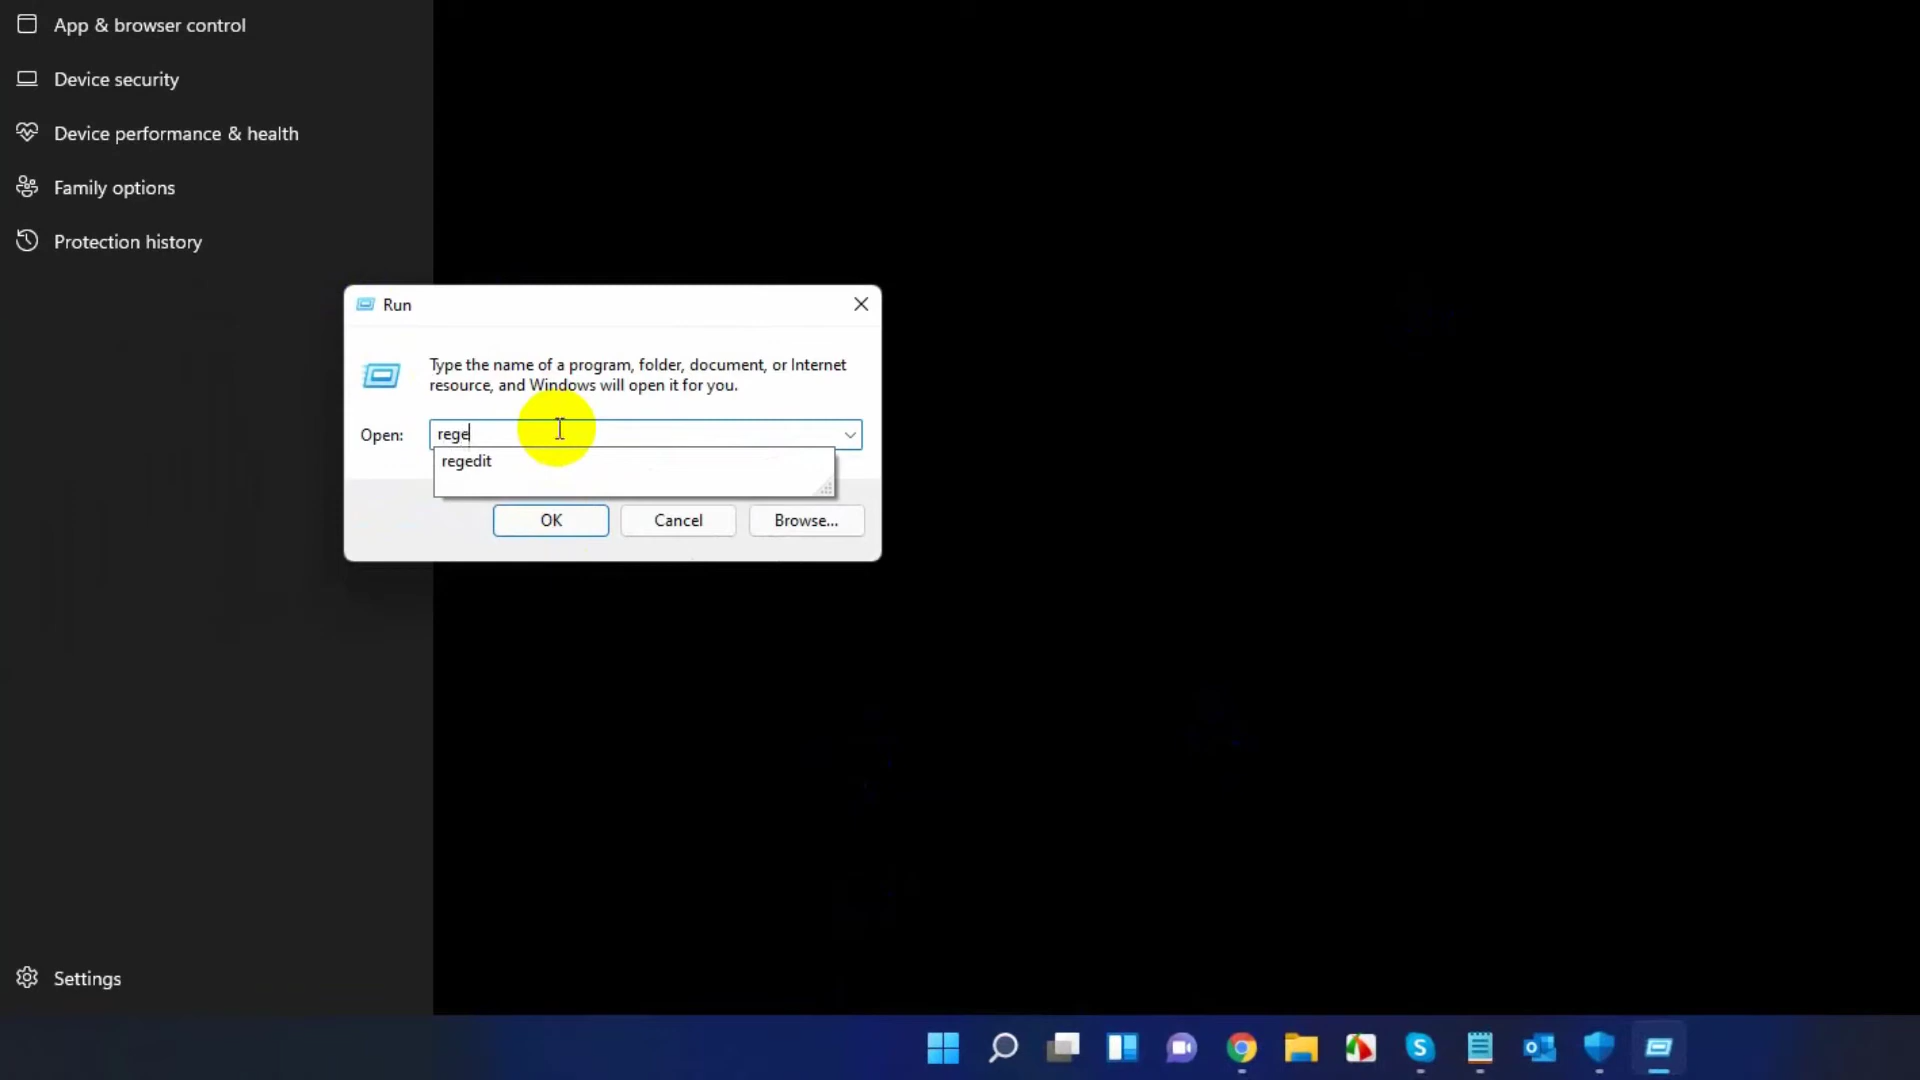 App & browser control
Device security
Device performance & health
Family options
Protection history
Run
Type the name of a program, folder, document, or Internet
resource, and Windows will open it for you.
Open: rege
regedit
OK Cancel Browse...
Settings